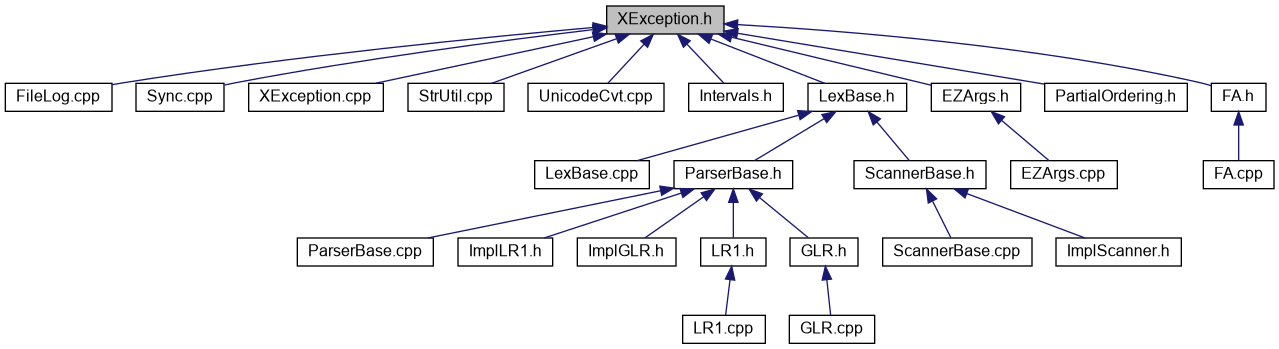 XException.h
FileLog.cpp
Sync.cpp
XException.cpp
StrUtil.cpp
UnicodeCvt.cpp
Intervals.h
LexBase.h
EZArgs.h
PartialOrdering.h
FA.h
LexBase.cpp
ParserBase.h
ScannerBase.h
EZArgs.cpp
FA.cpp
ParserBase.cpp
ImplLR1.h
ImplGLR.h
LR1.h
GLR.h
ScannerBase.cpp
ImplScanner.h
LR1.cpp
GLR.cpp